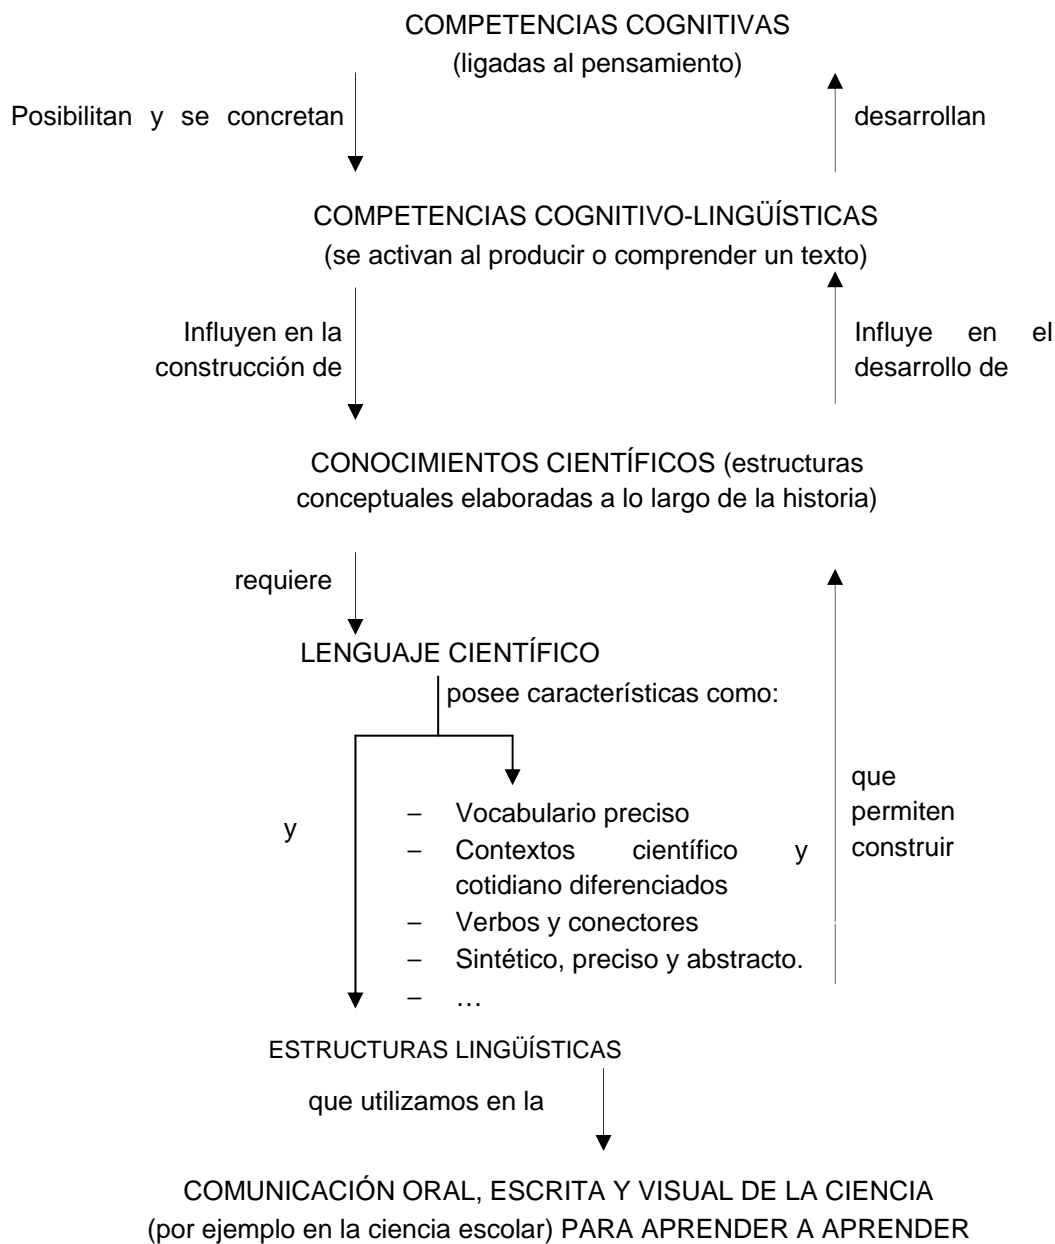 COMPETENCIAS COGNITIVAS
(ligadas al pensamiento)
Posibilitan y se concretan
desarrollan
COMPETENCIAS COGNITIVO-LINGÜÍSTICAS
(se activan al producir o comprender un texto)
Influyen en la
construcción de
Influye en el
desarrollo de
CONOCIMIENTOS CIENTÍFICOS (estructuras
conceptuales elaboradas a lo largo de la historia)
requiere
LENGUAJE CIENTÍFICO
posee características como:
y
– Vocabulario preciso
– Contextos científico y
cotidiano diferenciados
– Verbos y conectores
– Sintético, preciso y abstracto.
– …
que
permiten
construir
ESTRUCTURAS LINGÜÍSTICAS
que utilizamos en la
COMUNICACIÓN ORAL, ESCRITA Y VISUAL DE LA CIENCIA
(por ejemplo en la ciencia escolar) PARA APRENDER A APRENDER